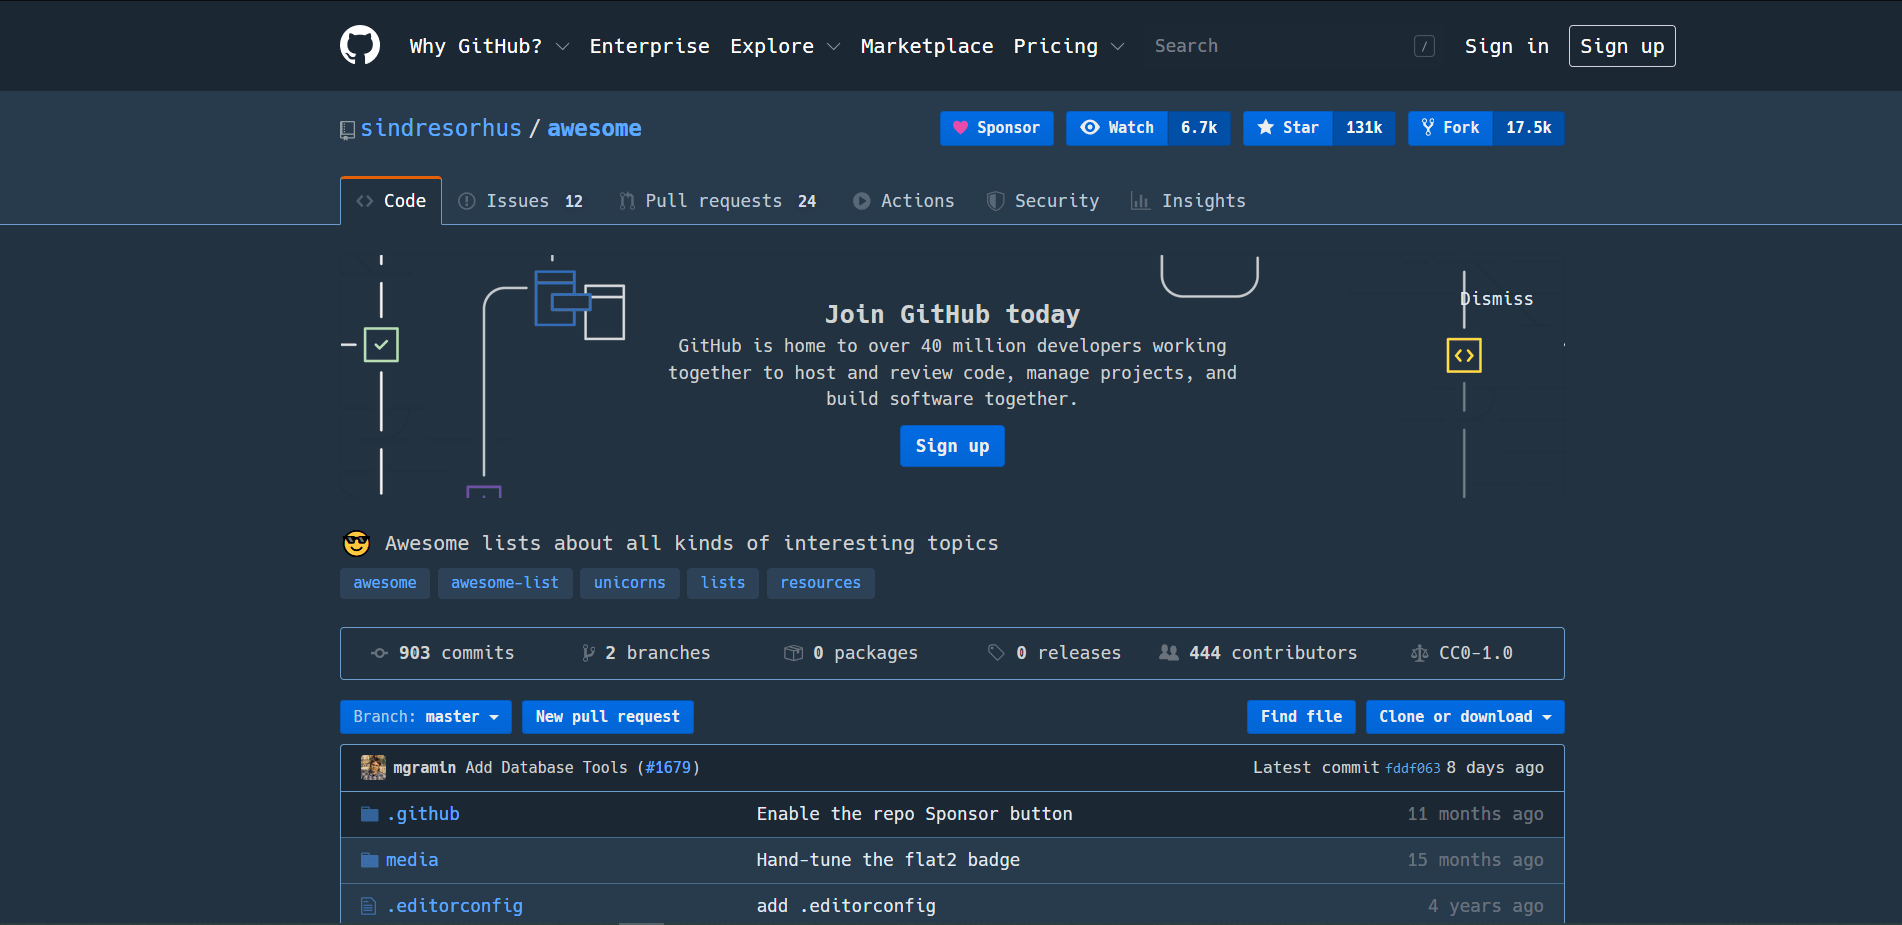 Why GitHub? Enterprise Explore Marketplace Pricing Search / Sign in Sign up
sindresorhus / awesome Sponsor Watch 6.7k Star 131k Fork 17.5k
Code Issues 12 Pull requests 24 Actions Security Insights
Dismiss
Join GitHub today
GitHub is home to over 40 million developers working
together to host and review code, manage projects, and
build software together.
Sign up
Awesome lists about all kinds of interesting topics
awesome awesome-list unicorns lists resources
903 commits 2 branches 0 packages 0 releases 444 contributors CC0-1.0
Branch: master New pull request Find file Clone or download
mgramin Add Database Tools (#1679) Latest commit fddf063 8 days ago
.github Enable the repo Sponsor button 11 months ago
media Hand-tune the flat2 badge 15 months ago
.editorconfig add .editorconfig 4 years ago